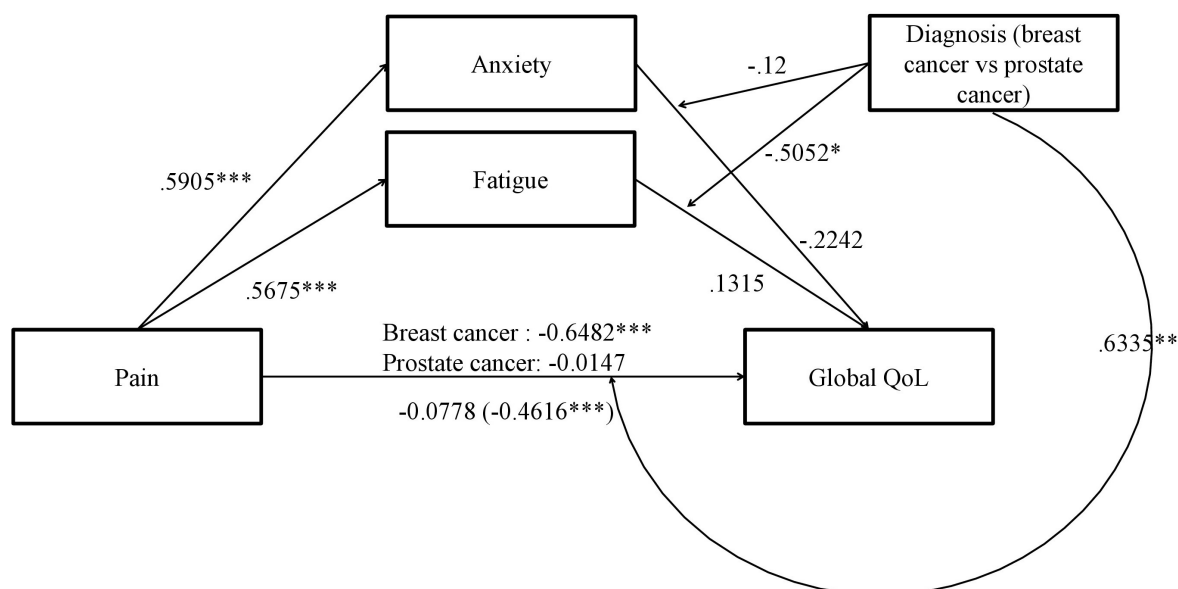 Anxiety
Diagnosis (breast
cancer vs prostate
cancer)
-.12
-.5052*
.5905***
Fatigue
-.2242
.5675***
.1315
Breast cancer : -0.6482***
Prostate cancer: -0.0147
.6335**
Pain
Global QoL
-0.0778 (-0.4616***)